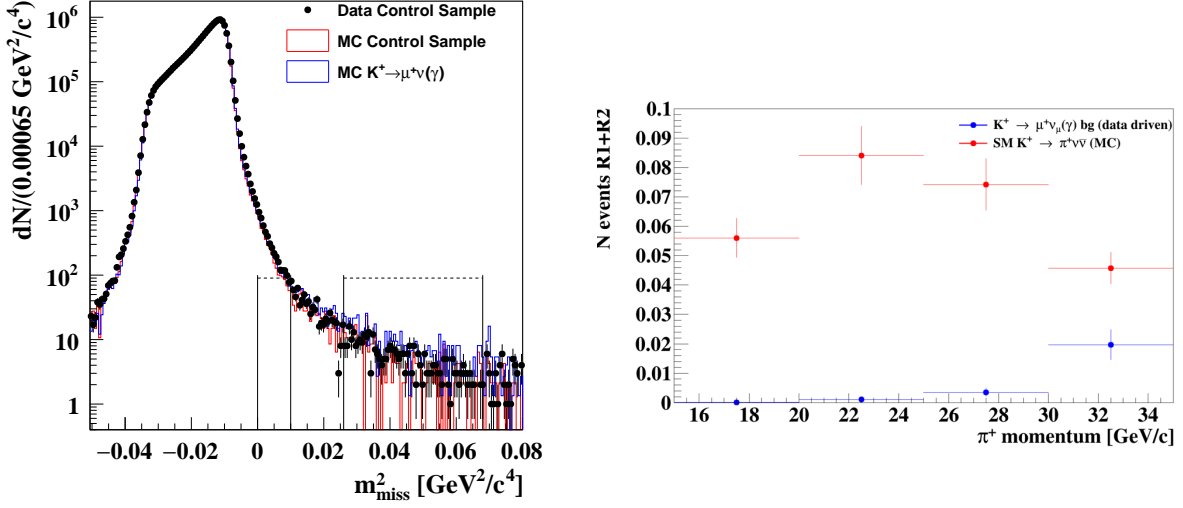 dN/(0.00065 GeV²/c⁴)
10⁶
10⁵
10⁴
10³
10²
10
1
Data Control Sample
MC Control Sample
MC K⁺→μ⁺ν(γ)
−0.04 −0.02 0 0.02 0.04 0.06 0.08
m²miss [GeV²/c⁴]
N events R1+R2
0.1
0.09
0.08
0.07
0.06
0.05
0.04
0.03
0.02
0.01
0
K⁺ → μ⁺νμ(γ) bg (data driven)
SM K⁺ → π⁺νν̅ (MC)
16 18 20 22 24 26 28 30 32 34
π⁺ momentum [GeV/c]